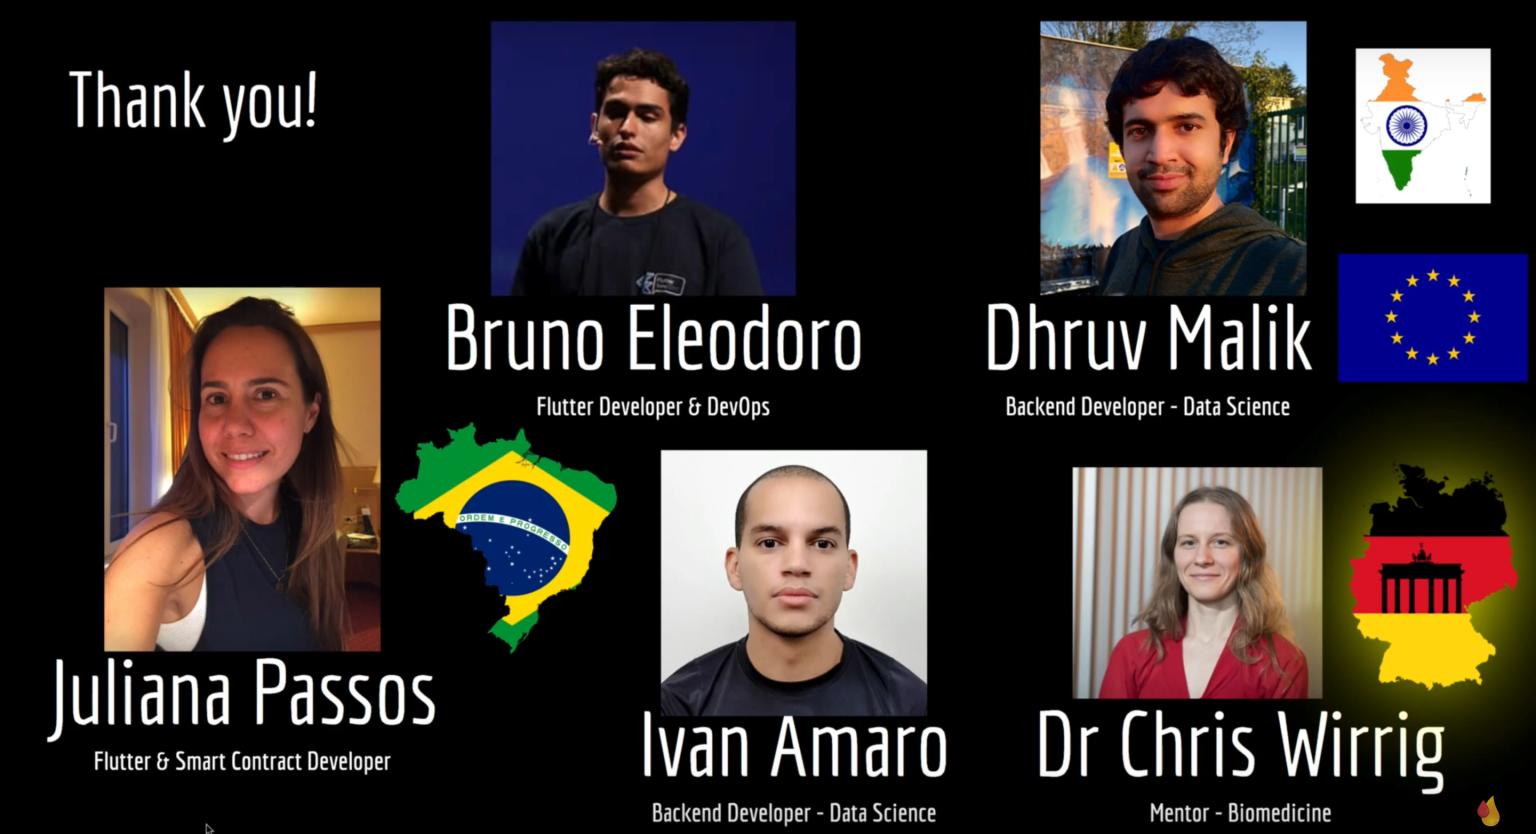 Thank you!
Bruno Eleodoro
Flutter Developer & DevOps
Dhruv Malik
Backend Developer - Data Science
ORDEM E PROGRESSO
Juliana Passos
Flutter & Smart Contract Developer
Ivan Amaro
Backend Developer - Data Science
Dr Chris Wirrig
Mentor - Biomedicine